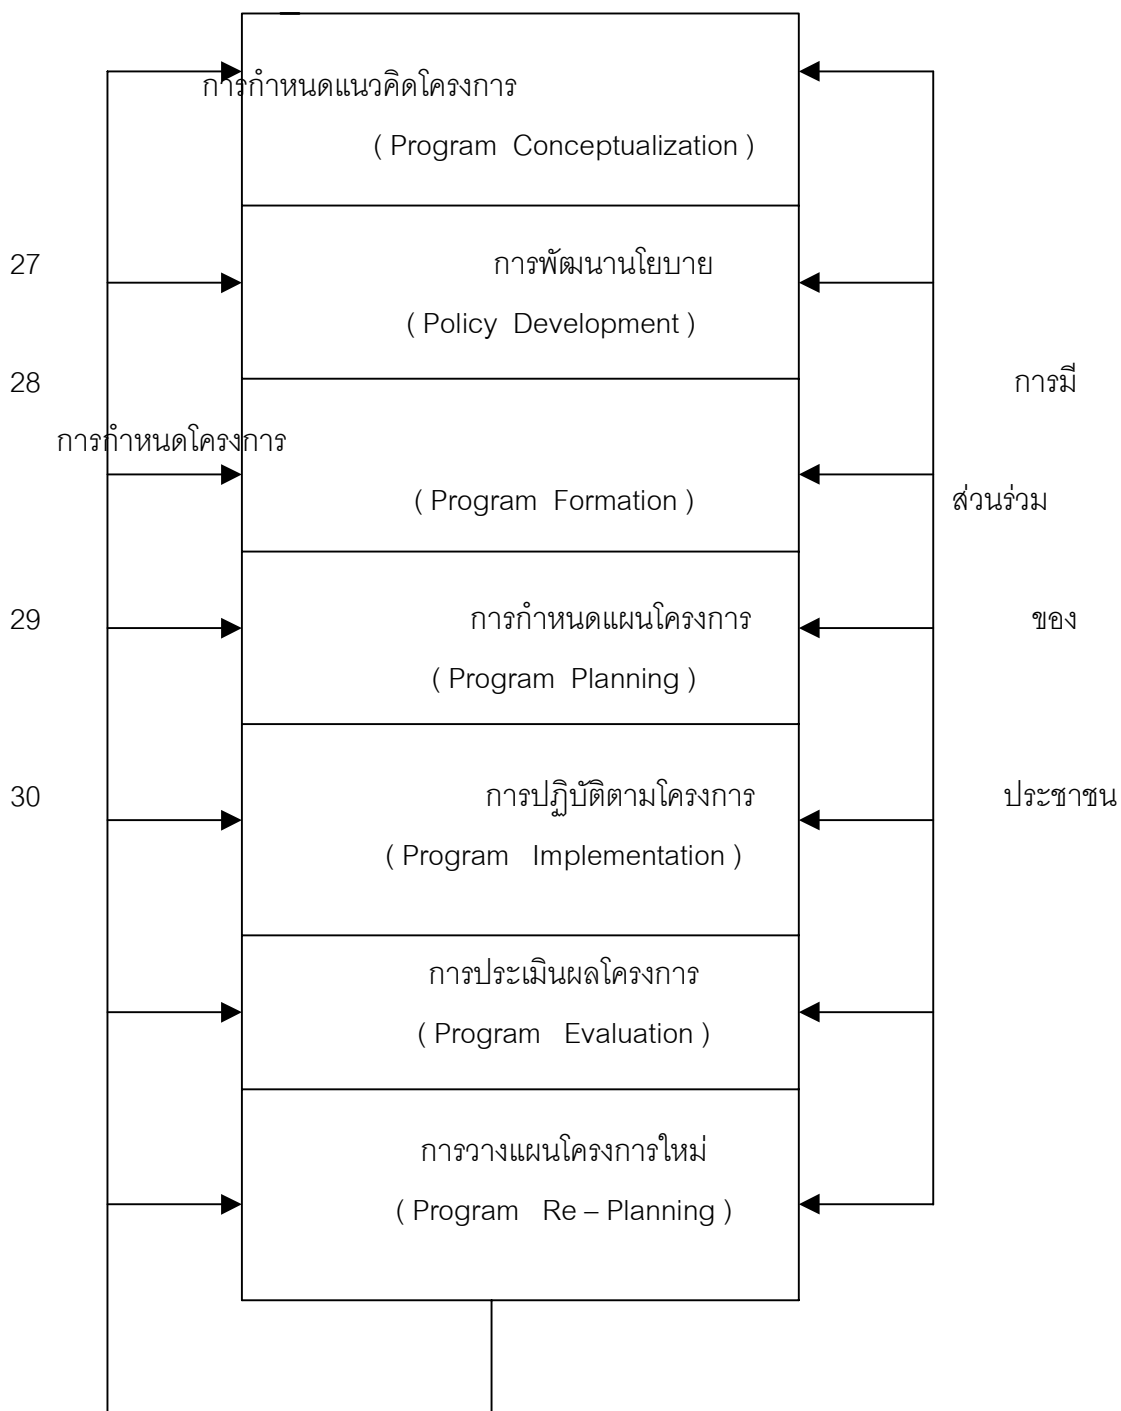 การกำหนดแนวคิดโครงการ
( Program Conceptualization )
27 การพัฒนานโยบาย
( Policy Development )
28 การมี
การกำหนดโครงการ
( Program Formation ) ส่วนร่วม
29 การกำหนดแผนโครงการ ของ
( Program Planning )
30 การปฏิบัติตามโครงการ ประชาชน
( Program Implementation )
การประเมินผลโครงการ
( Program Evaluation )
การวางแผนโครงการใหม่
( Program Re – Planning )